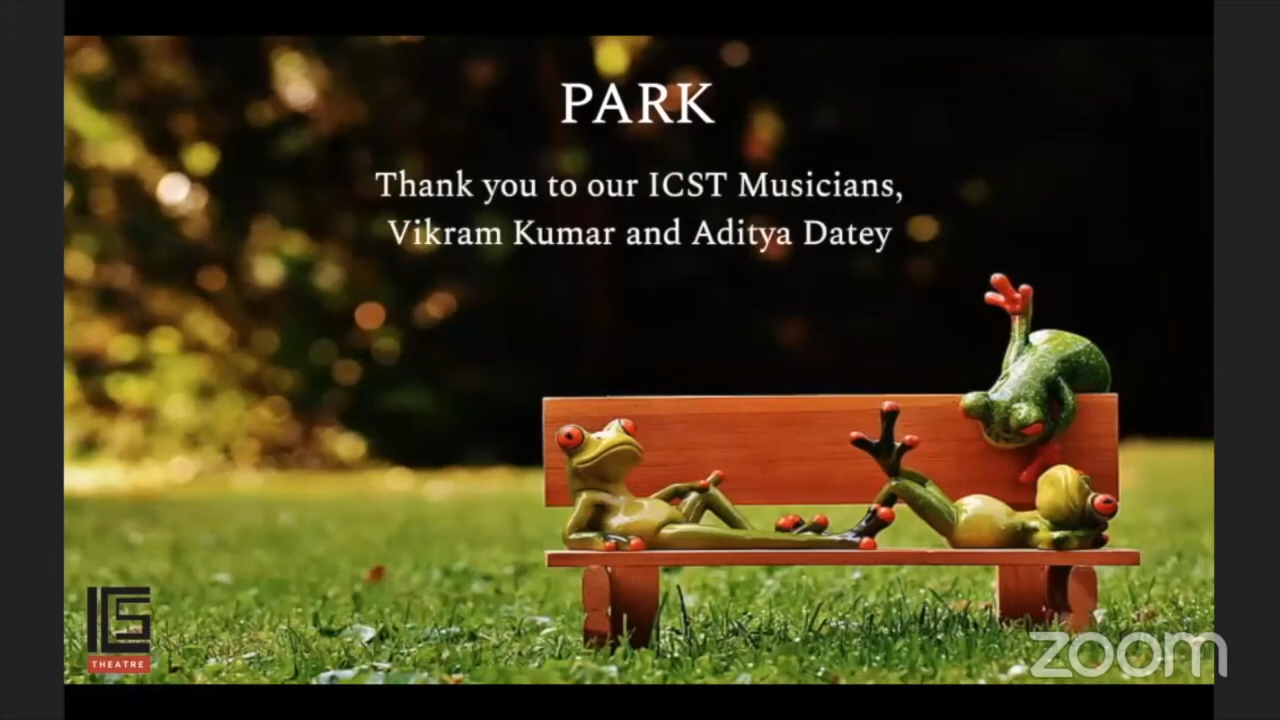 PARK
Thank you to our ICST Musicians,
Vikram Kumar and Aditya Datey
ICS
THEATRE
zoom